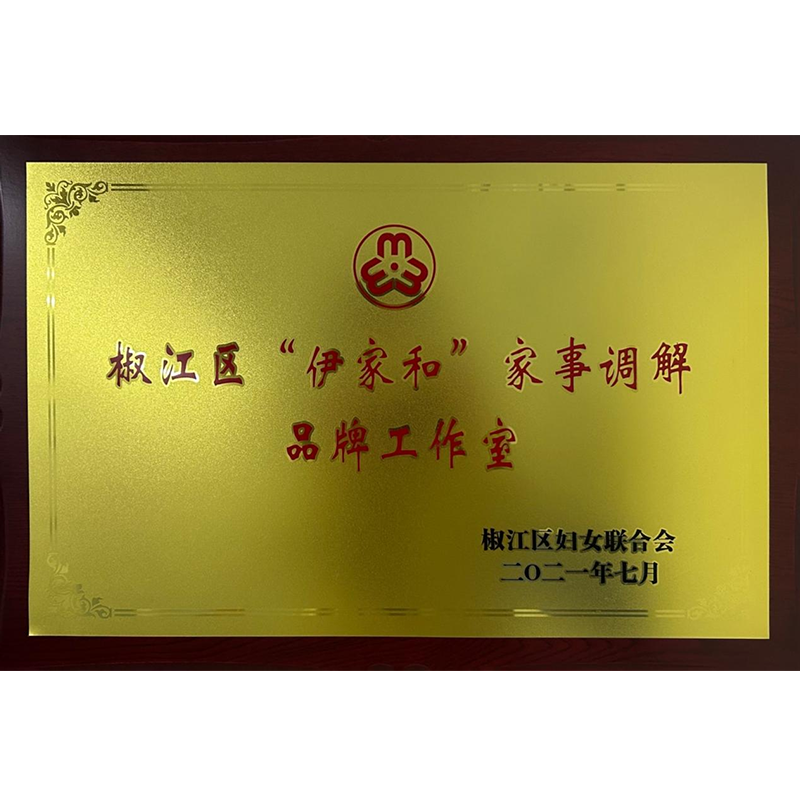 椒江区“伊家和”家事调解
品牌工作室
椒江区妇女联合会
二O二一年七月